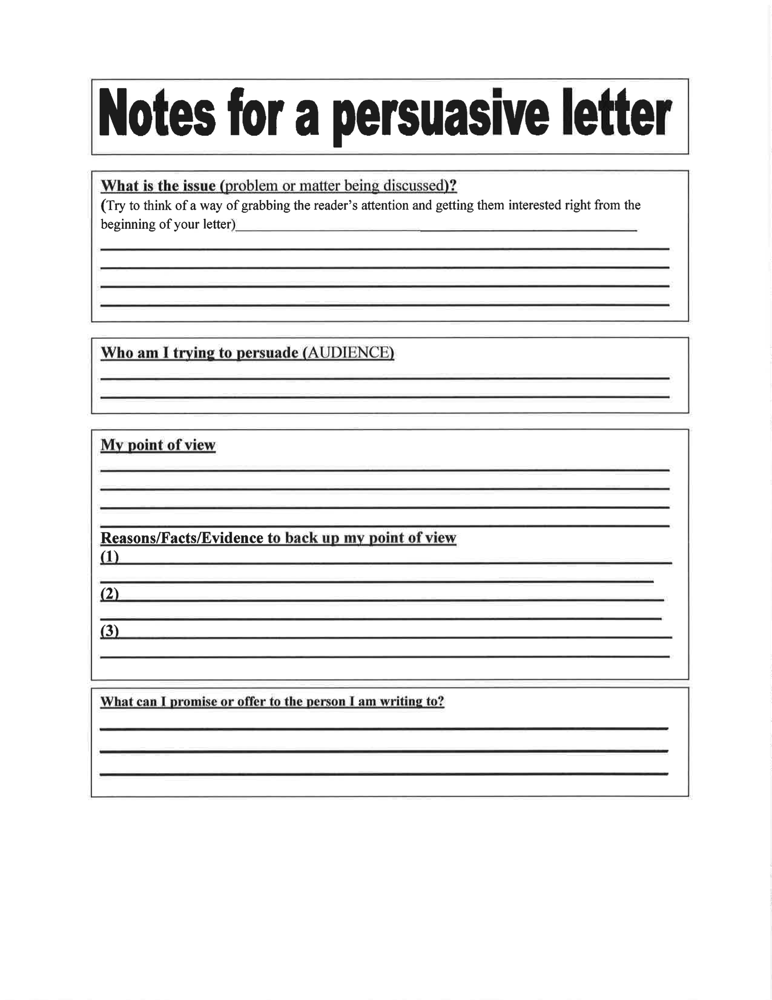 Notes for a persuasive letter
What is the issue (problem or matter being discussed)?
(Try to think of a way of grabbing the reader's attention and getting them interested right from the
beginning of your letter)
Who am I trying to persuade (AUDIENCE)
My point of view
Reasons/Facts/Evidence to back up my point of view
(1)
(2)
(3)
What can I promise or offer to the person I am writing to?